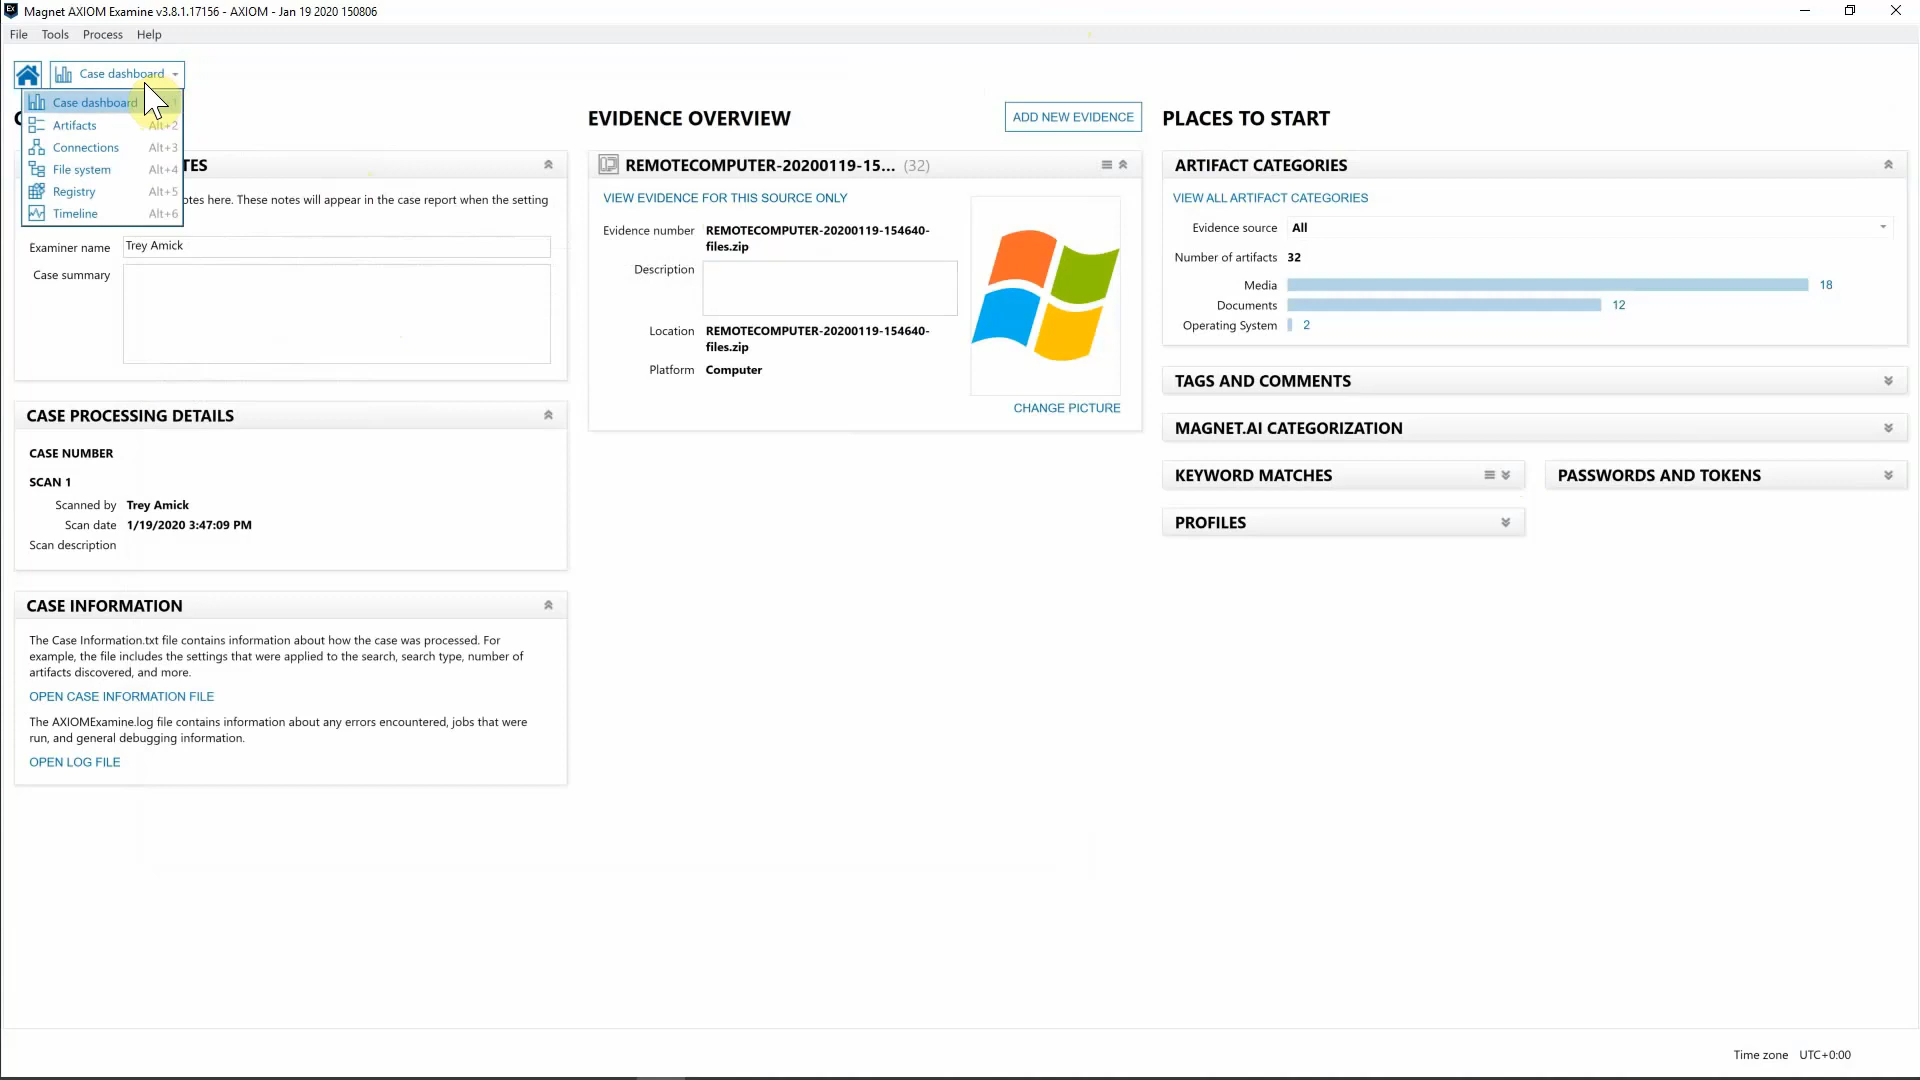 Magnet AXIOM Examine v3.8.1.17156 - AXIOM - Jan 19 2020 150806
File Tools Process Help
Case dashboard
Case dashboard
Artifacts Alt+2
Connections Alt+3
File system Alt+4
Registry Alt+5
Timeline Alt+6
TES
otes here. These notes will appear in the case report when the setting
Examiner name Trey Amick
Case summary
CASE PROCESSING DETAILS
CASE NUMBER
SCAN 1
Scanned by Trey Amick
Scan date 1/19/2020 3:47:09 PM
Scan description
CASE INFORMATION
The Case Information.txt file contains information about how the case was processed. For
example, the file includes the settings that were applied to the search, search type, number of
artifacts discovered, and more.
OPEN CASE INFORMATION FILE
The AXIOMExamine.log file contains information about any errors encountered, jobs that were
run, and general debugging information.
OPEN LOG FILE
EVIDENCE OVERVIEW
ADD NEW EVIDENCE
REMOTECOMPUTER-20200119-15... (32)
VIEW EVIDENCE FOR THIS SOURCE ONLY
Evidence number REMOTECOMPUTER-20200119-154640-
files.zip
Description
Location REMOTECOMPUTER-20200119-154640-
files.zip
Platform Computer
CHANGE PICTURE
PLACES TO START
ARTIFACT CATEGORIES
VIEW ALL ARTIFACT CATEGORIES
Evidence source All
Number of artifacts 32
Media 18
Documents 12
Operating System 2
TAGS AND COMMENTS
MAGNET.AI CATEGORIZATION
KEYWORD MATCHES
PASSWORDS AND TOKENS
PROFILES
Time zone UTC+0:00